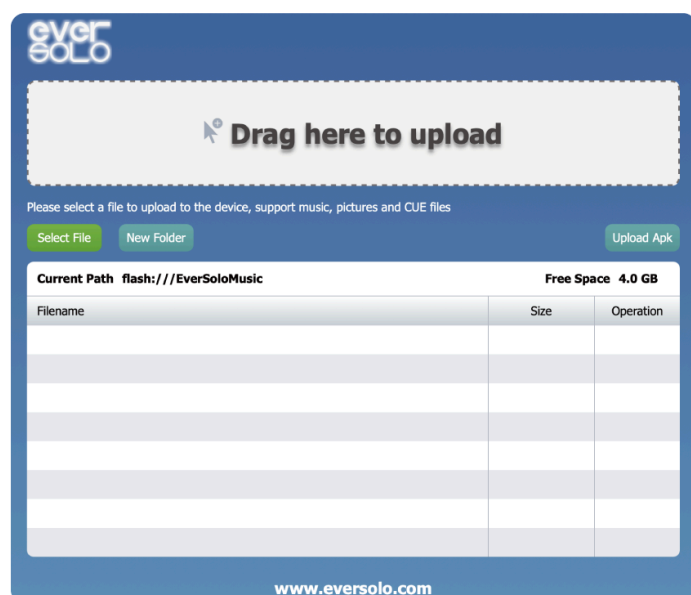 EVER
SOLO
Drag here to upload
Please select a file to upload to the device, support music, pictures and CUE files
Select File New Folder Upload Apk
Current Path flash:///EverSoloMusic Free Space 4.0 GB
Filename Size Operation
www.eversolo.com